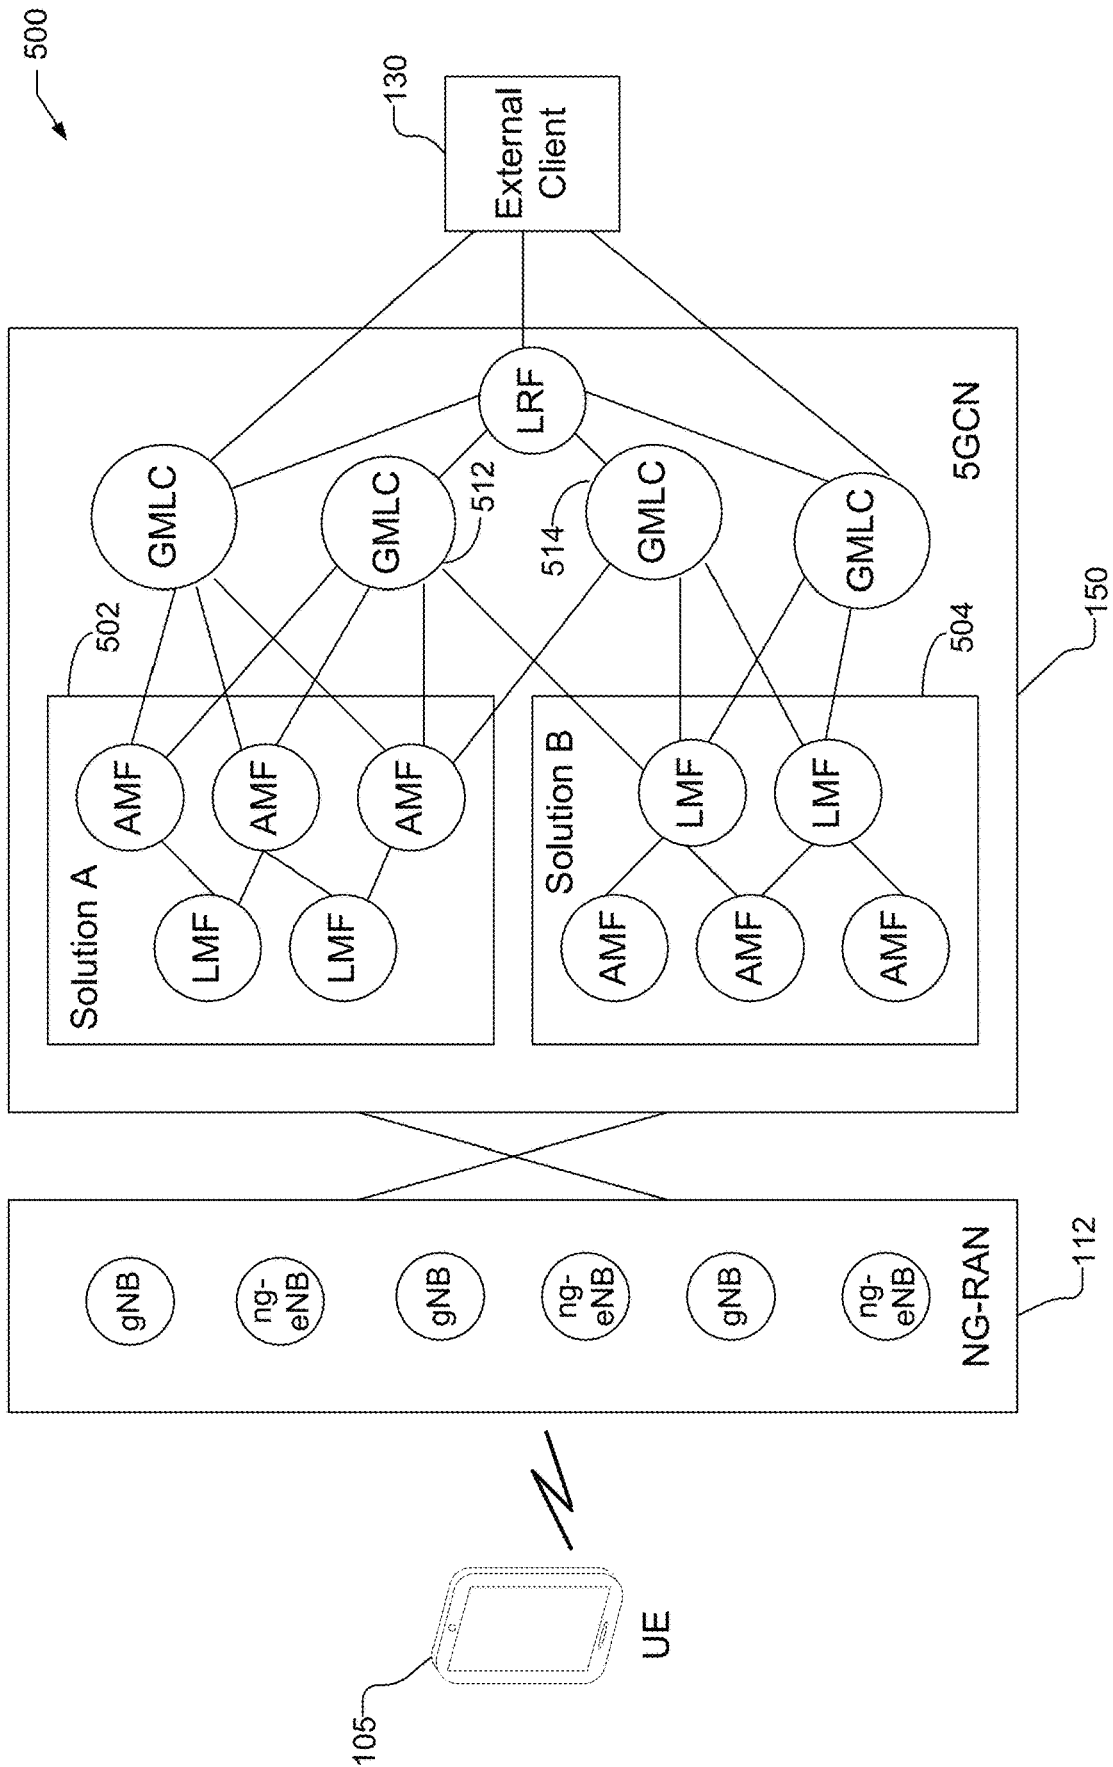 500
105
UE
gNB
ng-
eNB
gNB
ng-
eNB
gNB
ng-
eNB
NG-RAN
112
Solution A
LMF
LMF
AMF
AMF
AMF
502
Solution B
AMF
AMF
AMF
LMF
LMF
504
GMLC
GMLC
512
514
GMLC
GMLC
LRF
5GCN
150
External
Client
130